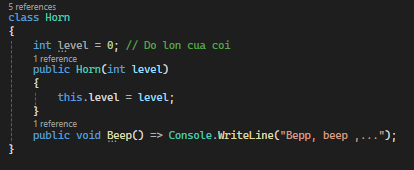 5 references
class Horn
{
int level = 0; // Do lon cua coi
1 reference
public Horn(int level)
{
this.level = level;
}
1 reference
public void Beep() => Console.WriteLine("Bepp, beep ,...");
}